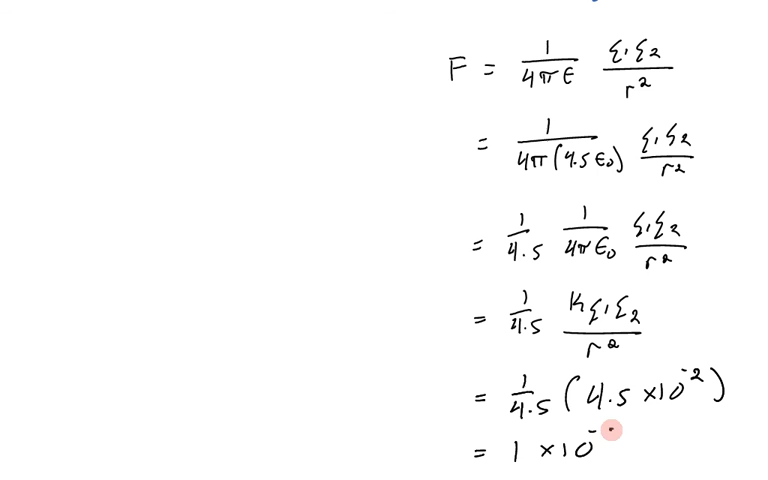 F = 1/4πϵ q₁q₂/r²
= 1/4π(4.5ϵ₀) q₁q₂/r²
= 1/4.5 1/4πϵ₀ q₁q₂/r²
= 1/4.5 Kq₁q₂/r²
= 1/4.5 (4.5 × 10⁻²)
= 1 × 10⁻